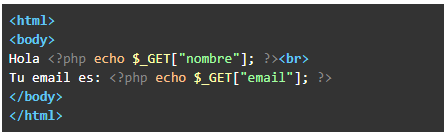 <html>
<body>
Hola <?php echo $_GET["nombre"]; ?><br>
Tu email es: <?php echo $_GET["email"]; ?>
</body>
</html>